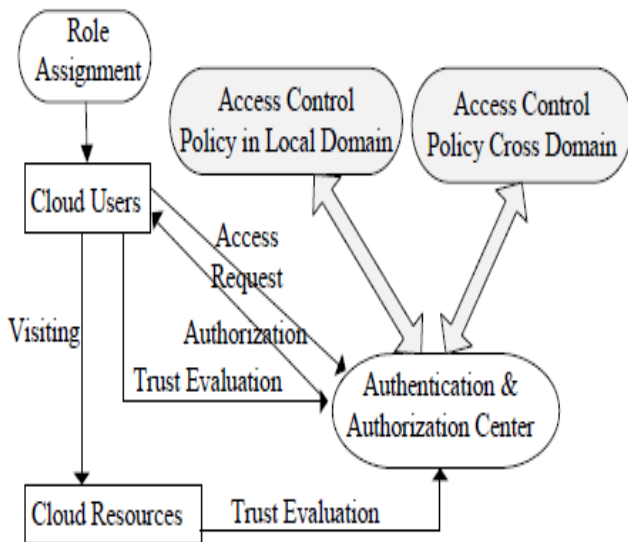 Role
Assignment
Access Control
Policy in Local Domain
Access Control
Policy Cross Domain
Cloud Users
Access
Request
Visiting
Authorization
Trust Evaluation
Authentication &
Authorization Center
Cloud Resources
Trust Evaluation